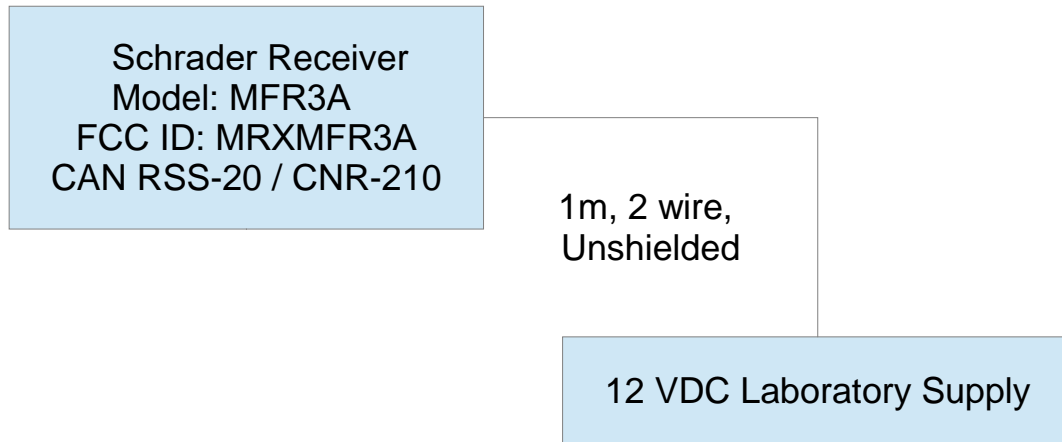 Schrader Receiver
Model: MFR3A
FCC ID: MRXMFR3A
CAN RSS-20 / CNR-210
1m, 2 wire,
Unshielded
12 VDC Laboratory Supply